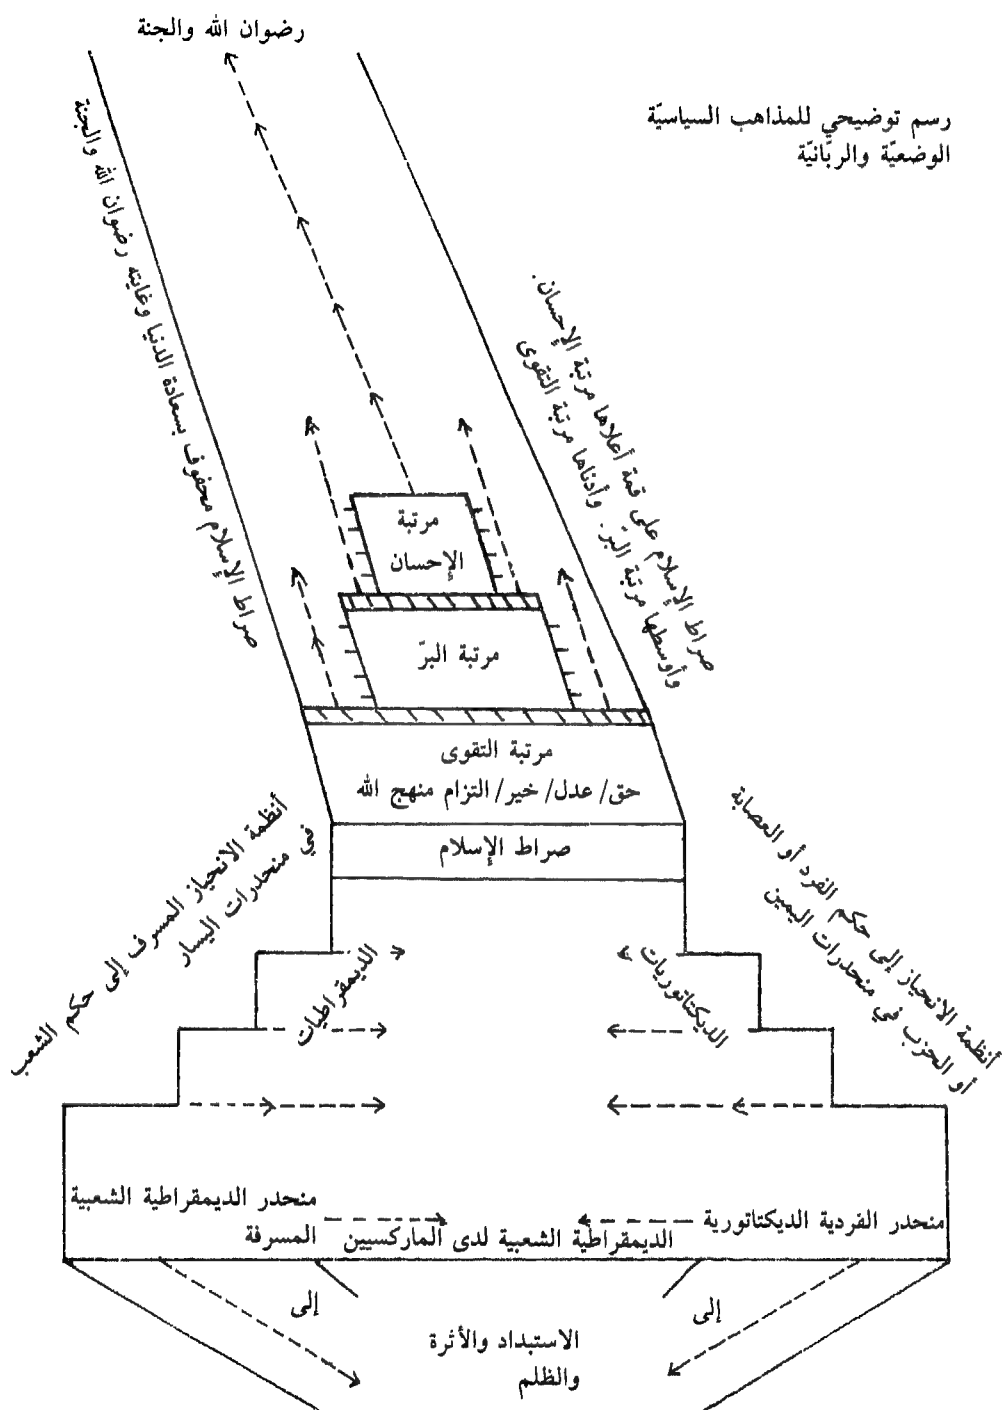 رضوان الله والجنة
رسم توضيحي للمذاهب السياسيّة
الوضعيّة والربّانيّة
صراط الإسلام محفوف بسعادة الدنيا وغايته رضوان الله والجنة
صراط الإسلام على قمة أعلاها مرتبة الإحسان.
وأوسطها مرتبة البرّ. وأدناها مرتبة التقوى
مرتبة
الإحسان
مرتبة البرّ
مرتبة التقوى
حق/ عدل/ خير/ التزام منهج الله
صراط الإسلام
أنظمة الانحياز إلى حكم الفرد أو العصابة
أو الحزب في منحدرات اليمين
أنظمة الانحياز المسرف إلى حكم الشعب
في منحدرات اليسار
الديكتاتوريات
الديمقراطيات
منحدر الفردية الديكتاتورية
الديمقراطية الشعبية لدى الماركسيين
منحدر الديمقراطية الشعبية
المسرفة
إلى
إلى
الاستبداد والأثرة
والظلم